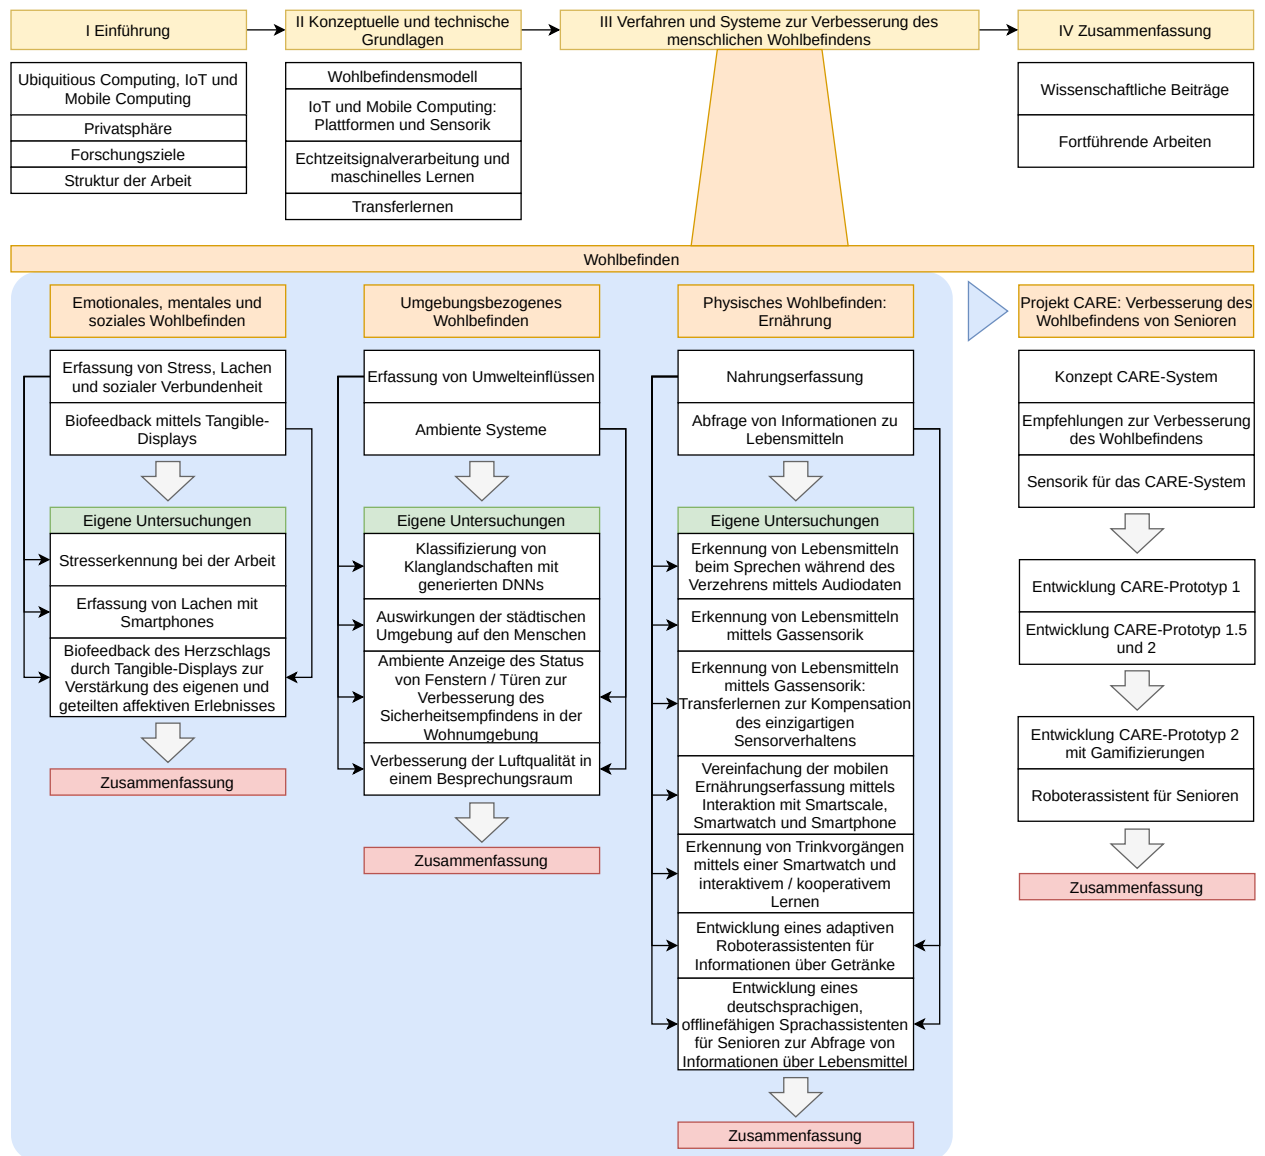 I Einführung
II Konzeptuelle und technische
Grundlagen
III Verfahren und Systeme zur Verbesserung des
menschlichen Wohlbefindens
IV Zusammenfassung
Ubiquitious Computing, IoT und
Mobile Computing
Privatsphäre
Forschungsziele
Struktur der Arbeit
Wohlbefindensmodell
IoT und Mobile Computing:
Plattformen und Sensorik
Echtzeitsignalverarbeitung und
maschinelles Lernen
Transferlernen
Wissenschaftliche Beiträge
Fortführende Arbeiten
Wohlbefinden
Emotionales, mentales und
soziales Wohlbefinden
Erfassung von Stress, Lachen
und sozialer Verbundenheit
Biofeedback mittels Tangible-
Displays
Eigene Untersuchungen
Stresserkennung bei der Arbeit
Erfassung von Lachen mit
Smartphones
Biofeedback des Herzschlags
durch Tangible-Displays zur
Verstärkung des eigenen und
geteilten affektiven Erlebnisses
Zusammenfassung
Umgebungsbezogenes
Wohlbefinden
Erfassung von Umwelteinflüssen
Ambiente Systeme
Eigene Untersuchungen
Klassifizierung von
Klanglandschaften mit
generierten DNNs
Auswirkungen der städtischen
Umgebung auf den Menschen
Ambiente Anzeige des Status
von Fenstern / Türen zur
Verbesserung des
Sicherheitsempfindens in der
Wohnumgebung
Verbesserung der Luftqualität in
einem Besprechungsraum
Zusammenfassung
Physisches Wohlbefinden:
Ernährung
Nahrungserfassung
Abfrage von Informationen zu
Lebensmitteln
Eigene Untersuchungen
Erkennung von Lebensmitteln
beim Sprechen während des
Verzehrens mittels Audiodaten
Erkennung von Lebensmitteln
mittels Gassensorik
Erkennung von Lebensmitteln
mittels Gassensorik:
Transferlernen zur Kompensation
des einzigartigen
Sensorverhaltens
Vereinfachung der mobilen
Ernährungserfassung mittels
Interaktion mit Smartscale,
Smartwatch und Smartphone
Erkennung von Trinkvorgängen
mittels einer Smartwatch und
interaktivem / kooperativem
Lernen
Entwicklung eines adaptiven
Roboterassistenten für
Informationen über Getränke
Entwicklung eines
deutschsprachigen,
offlinefähigen Sprachassistenten
für Senioren zur Abfrage von
Informationen über Lebensmittel
Zusammenfassung
Projekt CARE: Verbesserung des
Wohlbefindens von Senioren
Konzept CARE-System
Empfehlungen zur Verbesserung
des Wohlbefindens
Sensorik für das CARE-System
Entwicklung CARE-Prototyp 1
Entwicklung CARE-Prototyp 1.5
und 2
Entwicklung CARE-Prototyp 2
mit Gamifizierungen
Roboterassistent für Senioren
Zusammenfassung